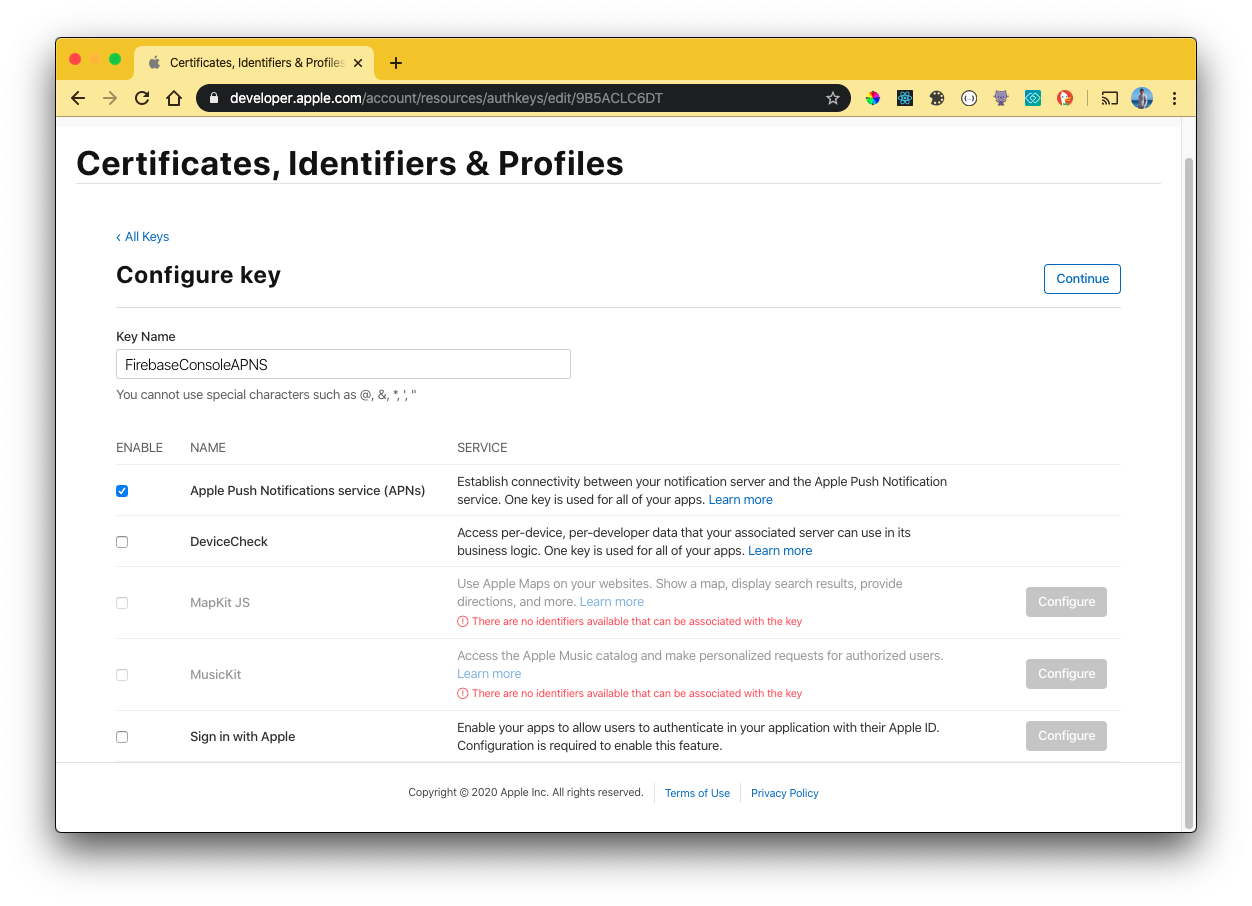 Certificates, Identifiers & Profiles
developer.apple.com/account/resources/authkeys/edit/9B5ACLC6DT
Certificates, Identifiers & Profiles
‹ All Keys
Configure key
Continue
Key Name
FirebaseConsoleAPNS
You cannot use special characters such as @, &, *, ', "
ENABLE NAME SERVICE
Apple Push Notifications service (APNs)
Establish connectivity between your notification server and the Apple Push Notification
service. One key is used for all of your apps. Learn more
DeviceCheck
Access per-device, per-developer data that your associated server can use in its
business logic. One key is used for all of your apps. Learn more
MapKit JS
Use Apple Maps on your websites. Show a map, display search results, provide
directions, and more. Learn more
There are no identifiers available that can be associated with the key
Configure
MusicKit
Access the Apple Music catalog and make personalized requests for authorized users.
Learn more
There are no identifiers available that can be associated with the key
Configure
Sign in with Apple
Enable your apps to allow users to authenticate in your application with their Apple ID.
Configuration is required to enable this feature.
Configure
Copyright © 2020 Apple Inc. All rights reserved. Terms of Use Privacy Policy